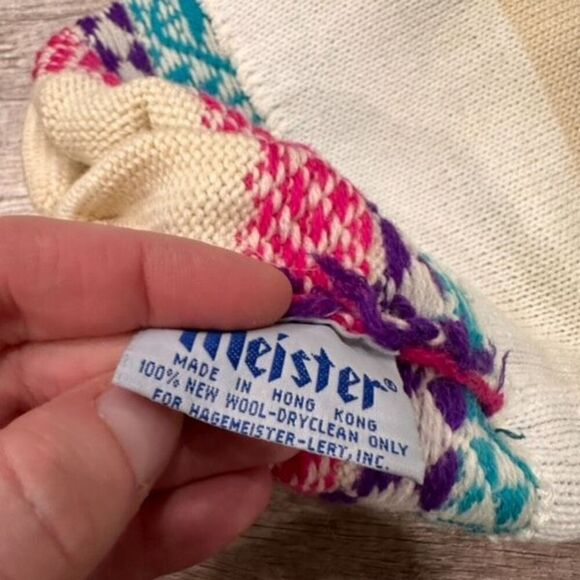 Meister®
MADE IN HONG KONG
100% NEW WOOL-DRYCLEAN ONLY
FOR HAGEMEISTER-LERT, INC.